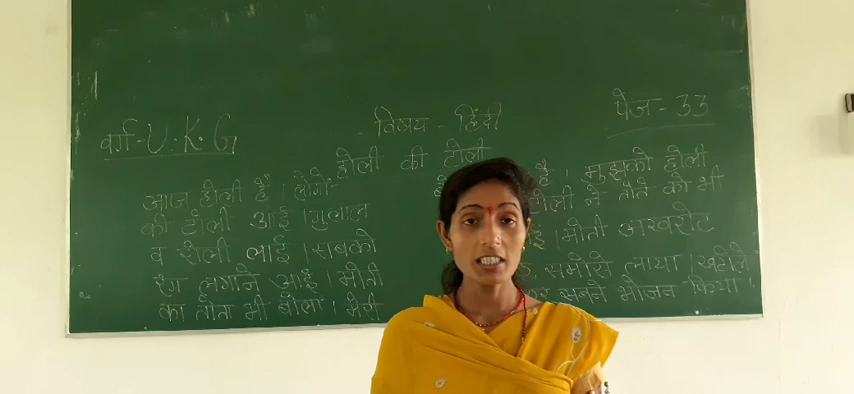 वर्ग - U.K.G
विषय - हिंदी
पेज - 33
होली की टोली
आज होली है। लोगों
की टोली आई। गुलाल
व रोली लाई। सबको
रंग लगाने आई। मोती
का तोता भी बोला। मेरी
है। मुझको होली
ने तोते को भी
। मोती अखरोट
समोसे लाया।
सबने भोजन किया।